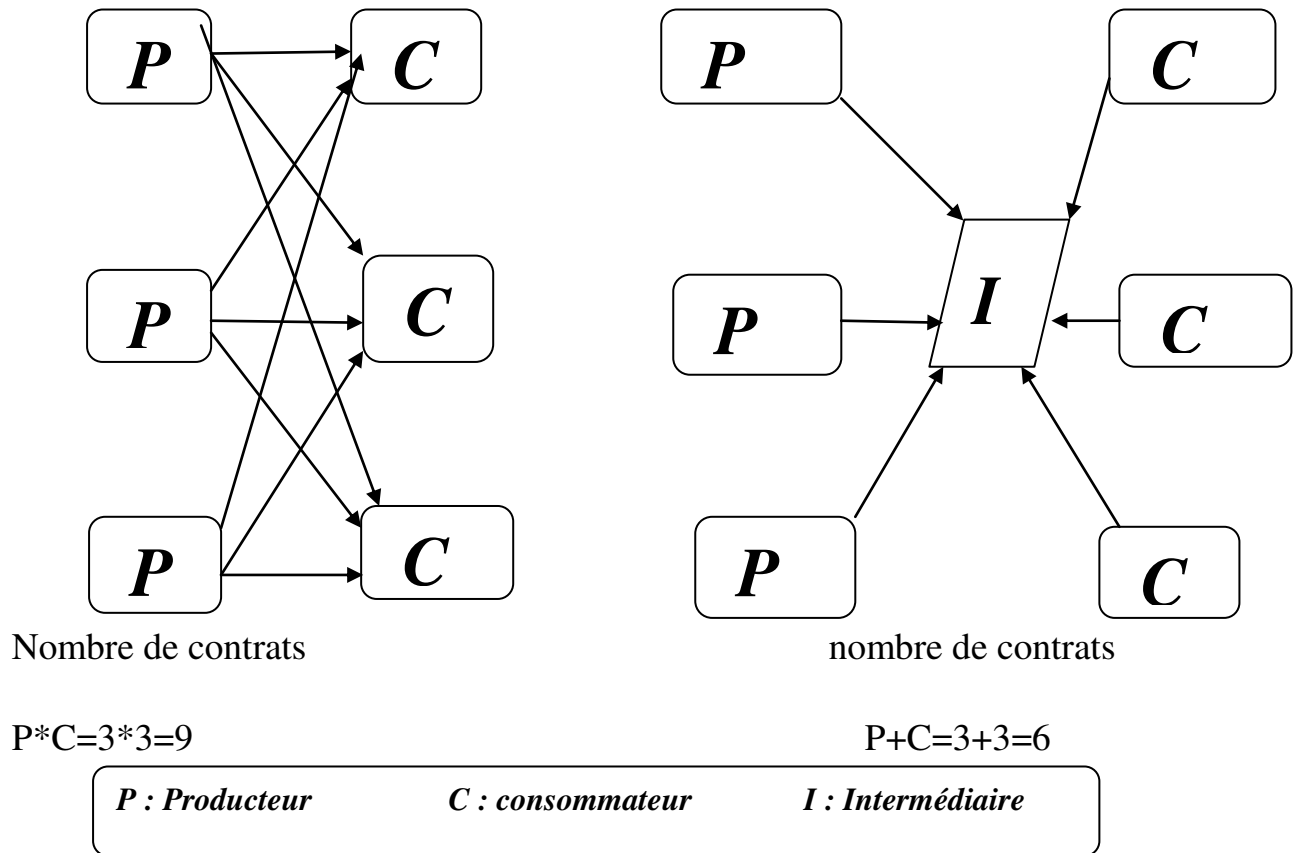 P C P C
P C P I C
P C P C
Nombre de contrats nombre de contrats
P*C=3*3=9 P+C=3+3=6
P : Producteur C : consommateur I : Intermédiaire